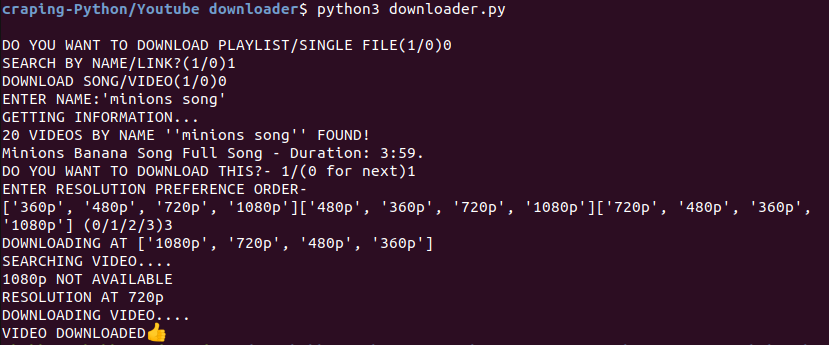 craping-Python/Youtube downloader$ python3 downloader.py
DO YOU WANT TO DOWNLOAD PLAYLIST/SINGLE FILE(1/0)0
SEARCH BY NAME/LINK?(1/0)1
DOWNLOAD SONG/VIDEO(1/0)0
ENTER NAME:'minions song'
GETTING INFORMATION...
20 VIDEOS BY NAME ''minions song'' FOUND!
Minions Banana Song Full Song - Duration: 3:59.
DO YOU WANT TO DOWNLOAD THIS?- 1/(0 for next)1
ENTER RESOLUTION PREFERENCE ORDER-
['360p', '480p', '720p', '1080p']['480p', '360p', '720p', '1080p']['720p', '480p', '360p',
'1080p'] (0/1/2/3)3
DOWNLOADING AT ['1080p', '720p', '480p', '360p']
SEARCHING VIDEO....
1080p NOT AVAILABLE
RESOLUTION AT 720p
DOWNLOADING VIDEO....
VIDEO DOWNLOADED👍